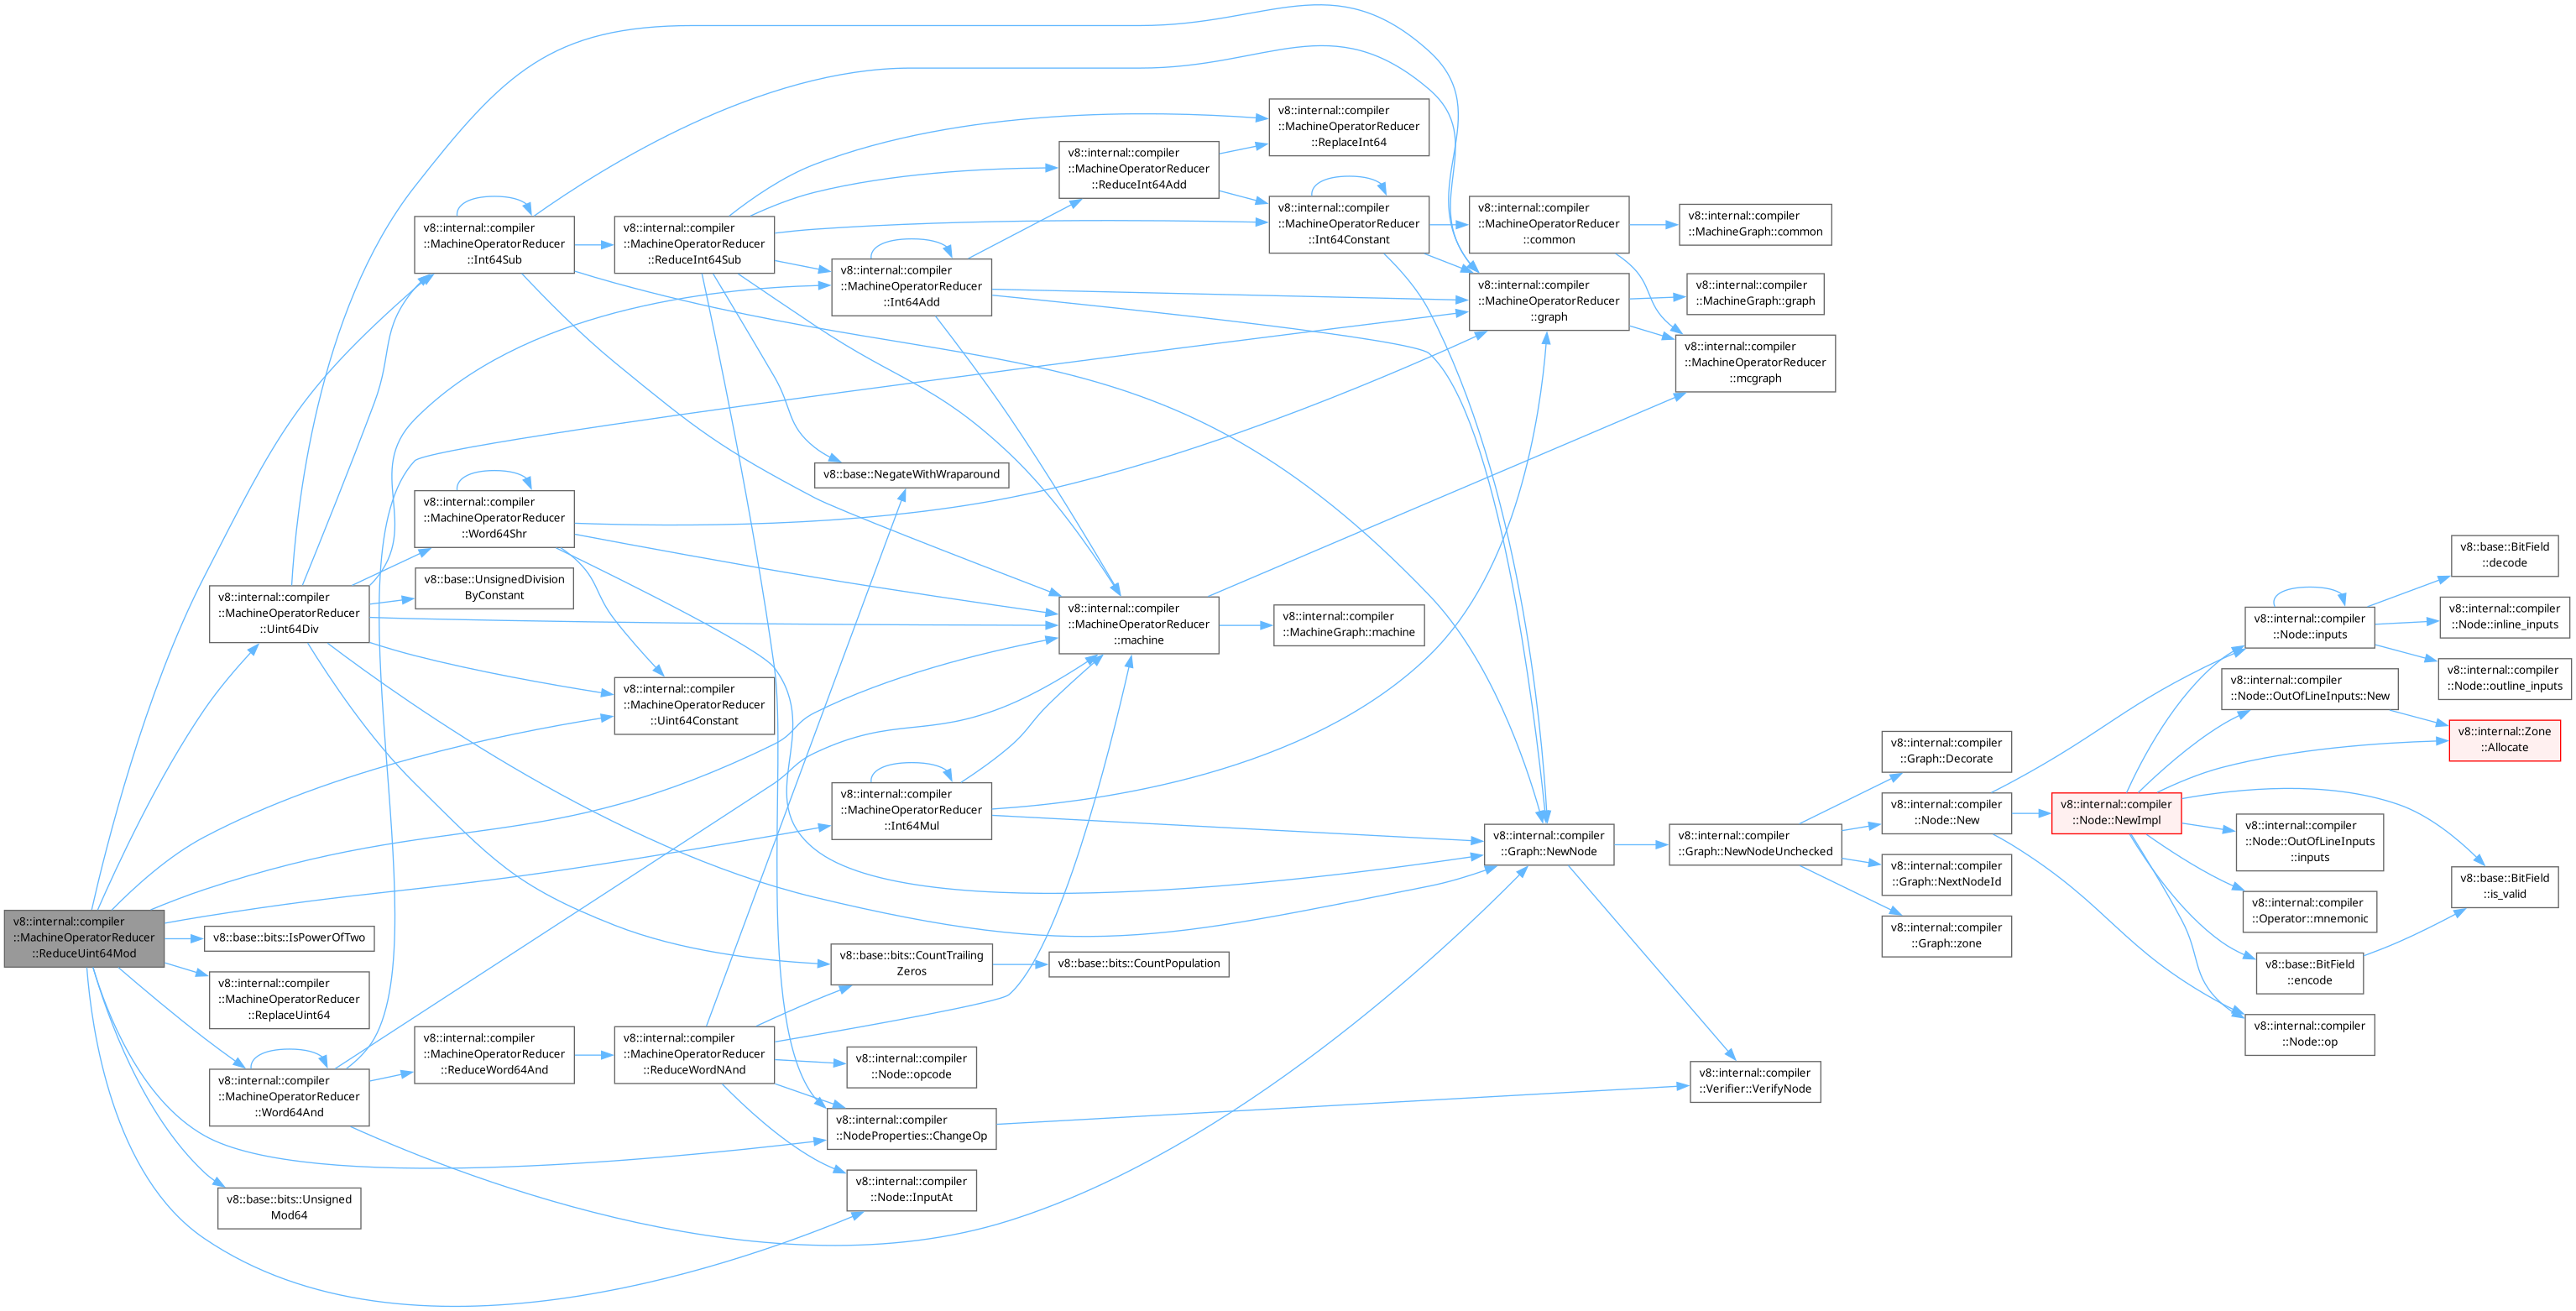 v8::internal::compiler
::MachineOperatorReducer
::ReduceUint64Mod
v8::internal::compiler
::MachineOperatorReducer
::Uint64Div
v8::base::bits::IsPowerOfTwo
v8::internal::compiler
::MachineOperatorReducer
::ReplaceUint64
v8::internal::compiler
::MachineOperatorReducer
::Word64And
v8::base::bits::Unsigned
Mod64
v8::internal::compiler
::MachineOperatorReducer
::Int64Sub
v8::internal::compiler
::MachineOperatorReducer
::Word64Shr
v8::base::UnsignedDivision
ByConstant
v8::internal::compiler
::MachineOperatorReducer
::ReduceWord64And
v8::internal::compiler
::MachineOperatorReducer
::ReduceInt64Sub
v8::internal::compiler
::MachineOperatorReducer
::Uint64Constant
v8::internal::compiler
::MachineOperatorReducer
::ReduceWordNAnd
v8::internal::compiler
::MachineOperatorReducer
::Int64Add
v8::base::NegateWithWraparound
v8::internal::compiler
::MachineOperatorReducer
::Int64Mul
v8::base::bits::CountTrailing
Zeros
v8::internal::compiler
::Node::opcode
v8::internal::compiler
::NodeProperties::ChangeOp
v8::internal::compiler
::Node::InputAt
v8::internal::compiler
::MachineOperatorReducer
::ReduceInt64Add
v8::internal::compiler
::MachineOperatorReducer
::machine
v8::base::bits::CountPopulation
v8::internal::compiler
::MachineOperatorReducer
::ReplaceInt64
v8::internal::compiler
::MachineOperatorReducer
::Int64Constant
v8::internal::compiler
::MachineGraph::machine
v8::internal::compiler
::MachineOperatorReducer
::common
v8::internal::compiler
::MachineOperatorReducer
::graph
v8::internal::compiler
::Graph::NewNode
v8::internal::compiler
::MachineGraph::common
v8::internal::compiler
::MachineGraph::graph
v8::internal::compiler
::MachineOperatorReducer
::mcgraph
v8::internal::compiler
::Graph::NewNodeUnchecked
v8::internal::compiler
::Verifier::VerifyNode
v8::internal::compiler
::Graph::Decorate
v8::internal::compiler
::Node::New
v8::internal::compiler
::Graph::NextNodeId
v8::internal::compiler
::Graph::zone
v8::internal::compiler
::Node::NewImpl
v8::internal::compiler
::Node::inputs
v8::internal::compiler
::Node::OutOfLineInputs::New
v8::internal::compiler
::Node::OutOfLineInputs
::inputs
v8::internal::compiler
::Operator::mnemonic
v8::base::BitField
::encode
v8::internal::compiler
::Node::op
v8::base::BitField
::decode
v8::internal::compiler
::Node::inline_inputs
v8::internal::compiler
::Node::outline_inputs
v8::internal::Zone
::Allocate
v8::base::BitField
::is_valid